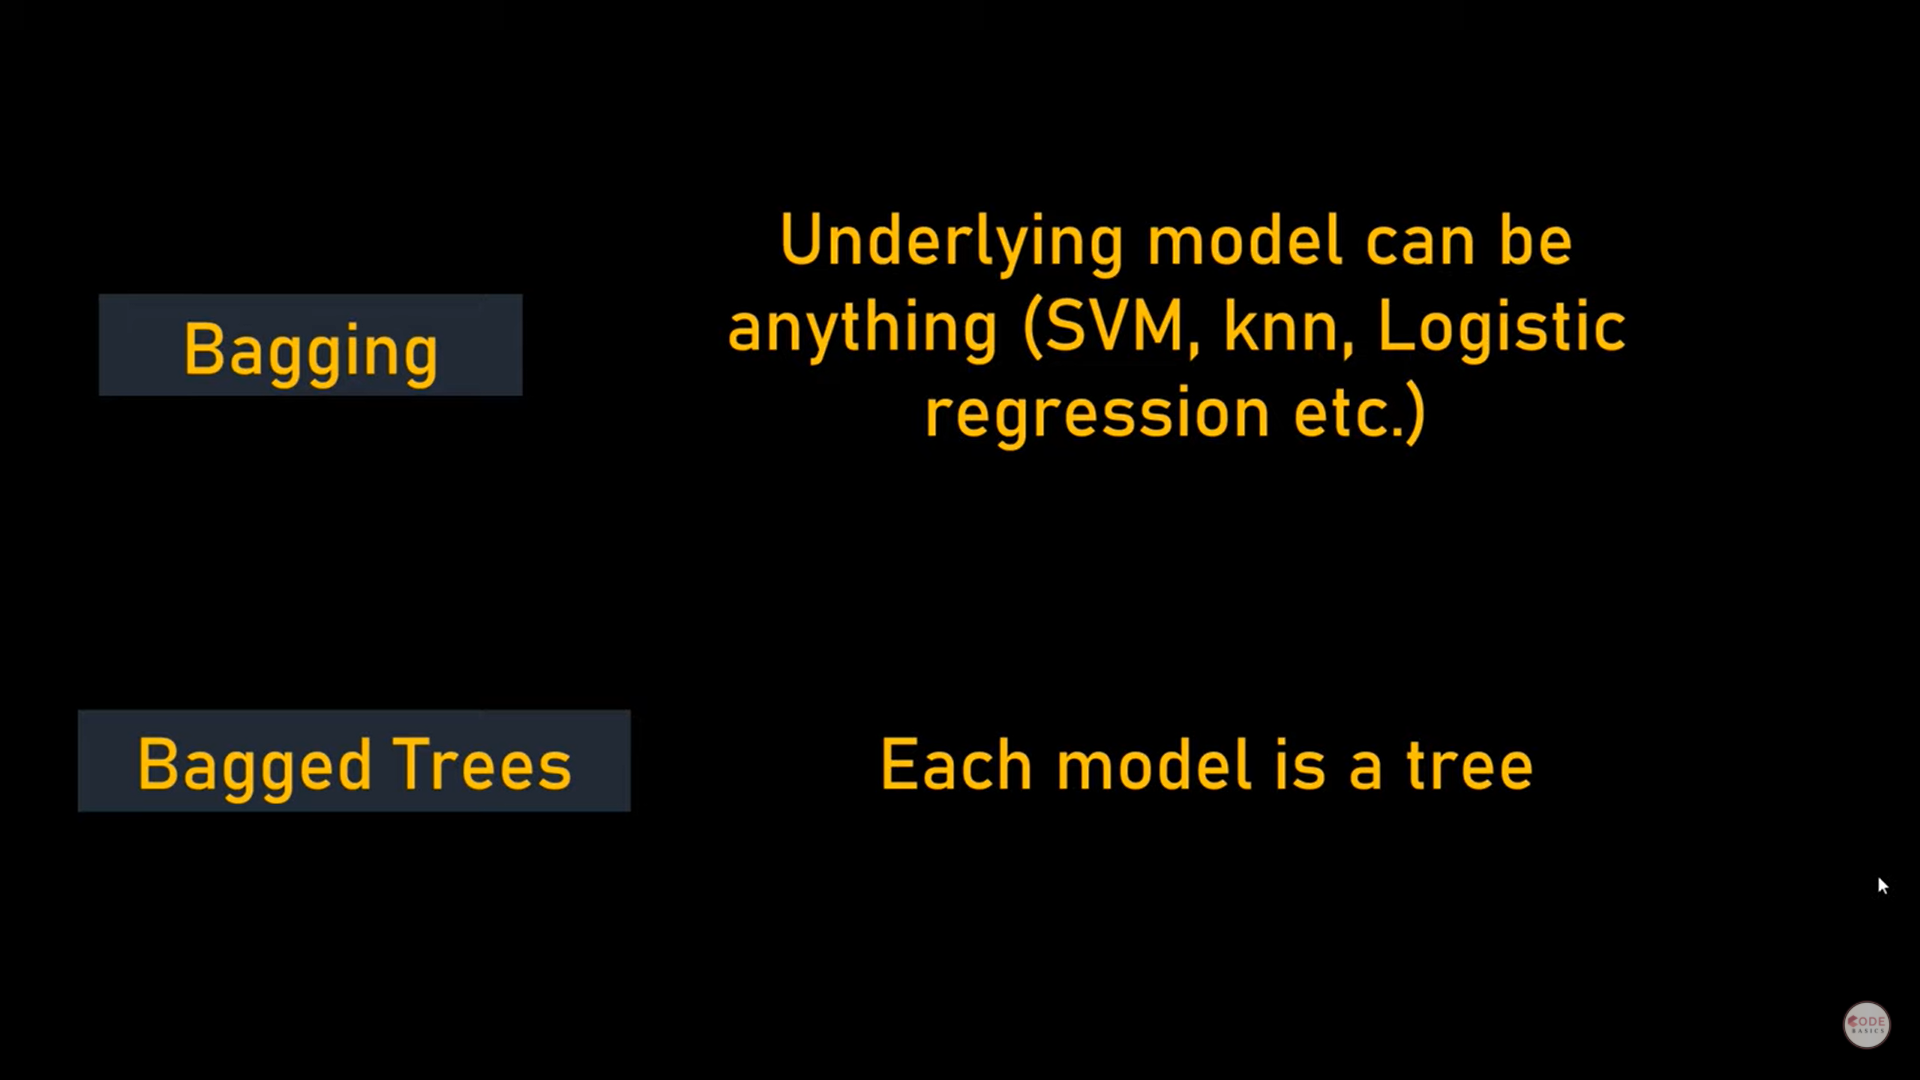 Bagging
Underlying model can be
anything (SVM, knn, Logistic
regression etc.)
Bagged Trees
Each model is a tree
CODE
BASICS